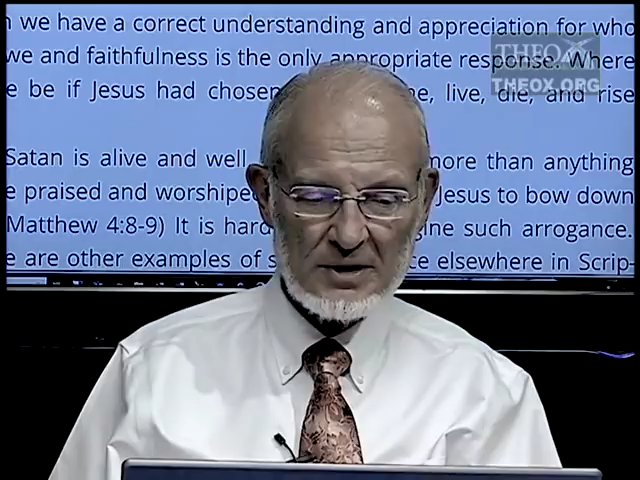 we have a correct understanding and appreciation for who
we and faithfulness is the only appropriate response. Where
e be if Jesus had chosen e, live, die, and rise
Satan is alive and well more than anything
e praised and worshipe Jesus to bow down
Matthew 4:8-9) It is hard gine such arrogance.
e are other examples of s ce elsewhere in Scrip-
THEOX
THEOX.ORG